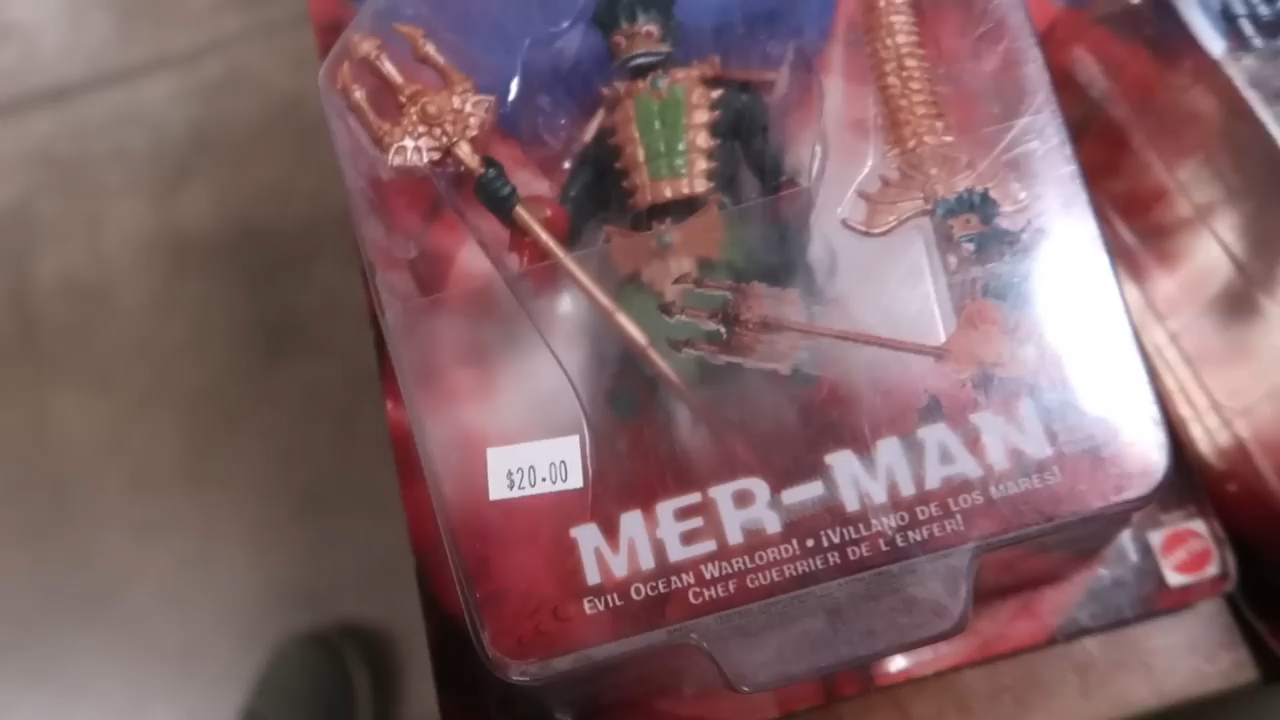 $20.00
MER-MAN
EVIL OCEAN WARLORD! • ¡VILLANO DE LOS MARES!
CHEF GUERRIER DE L'ENFER!